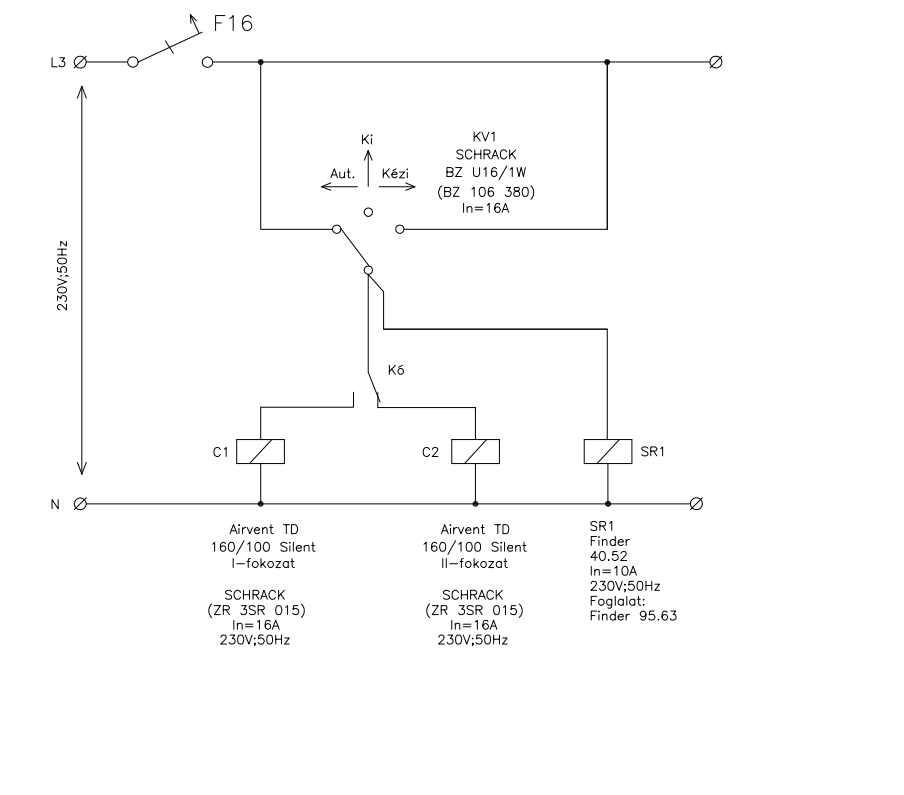 F16
L3
Ki
Aut. Kézi
KV1
SCHRACK
BZ U16/1W
(BZ 106 380)
In=16A
230V;50Hz
K6
C1
C2
SR1
N
Airvent TD
160/100 Silent
I-fokozat
SCHRACK
(ZR 3SR 015)
In=16A
230V;50Hz
Airvent TD
160/100 Silent
II-fokozat
SCHRACK
(ZR 3SR 015)
In=16A
230V;50Hz
SR1
Finder
40.52
In=10A
230V;50Hz
Foglalat:
Finder 95.63